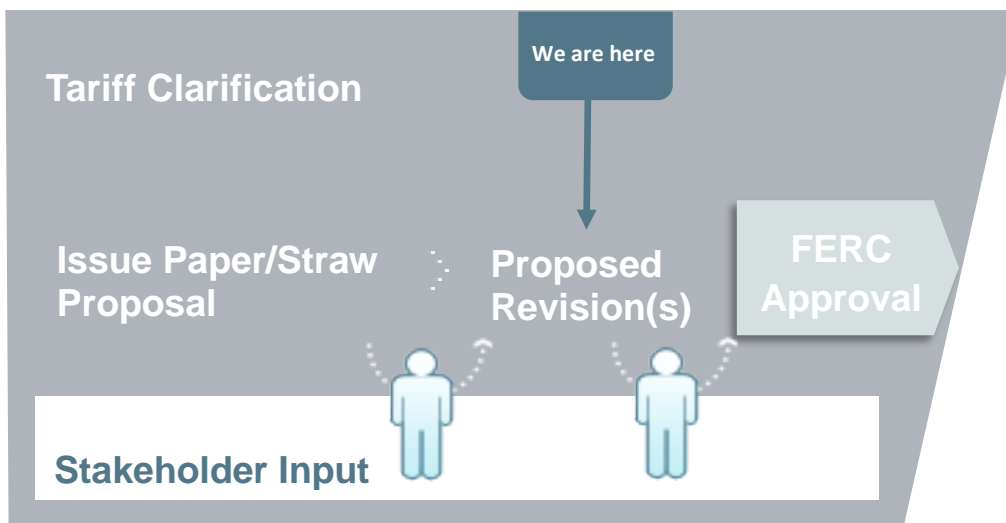 We are here
Tariff Clarification
Issue Paper/Straw
Proposal
Proposed
Revision(s)
FERC
Approval
Stakeholder Input